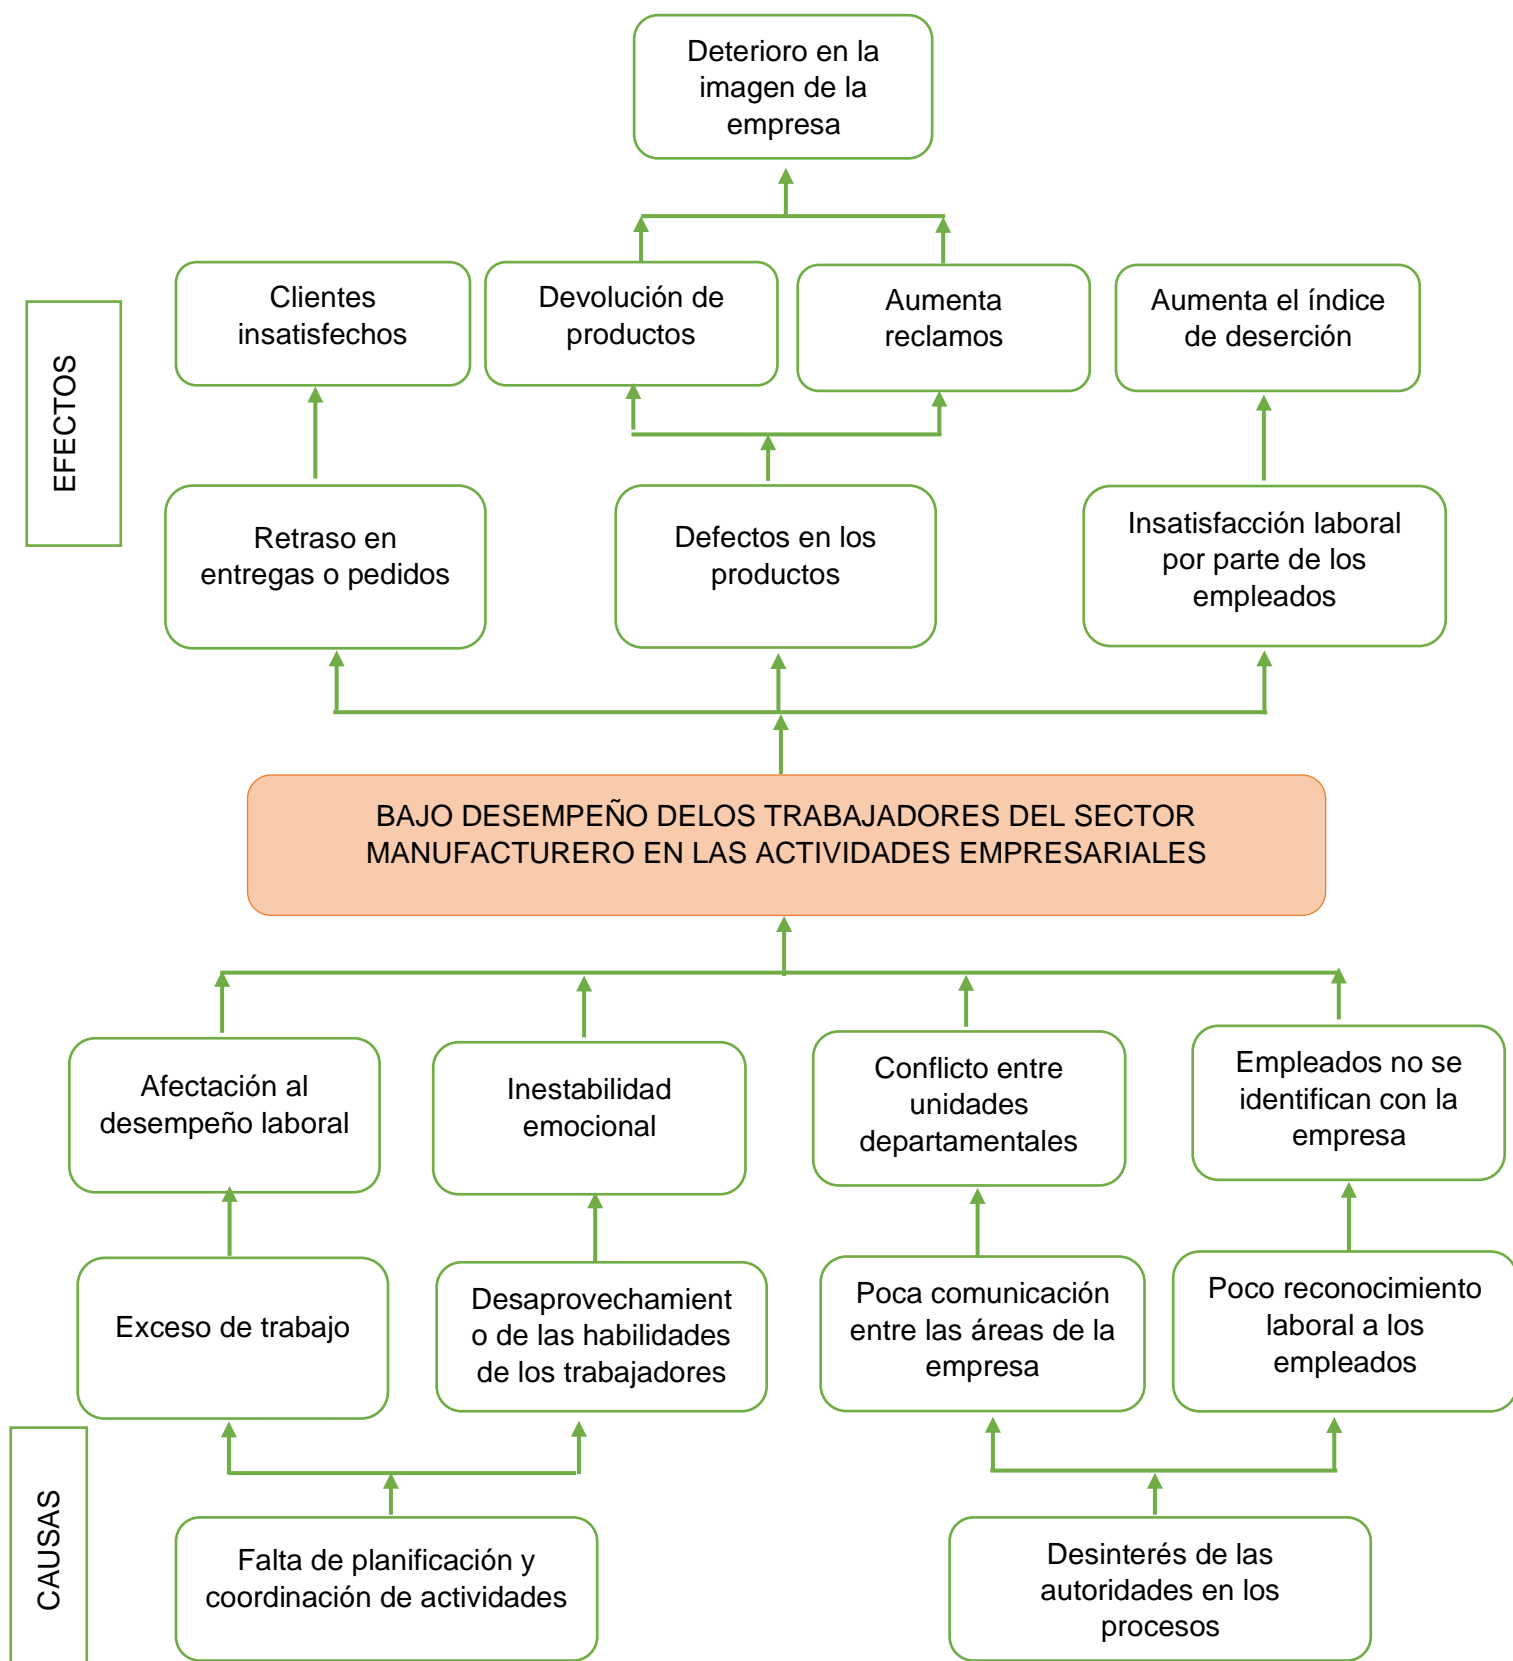 Deterioro en la
imagen de la
empresa
Clientes
insatisfechos
Devolución de
productos
Aumenta
reclamos
Aumenta el índice
de deserción
EFECTOS
Retraso en
entregas o pedidos
Defectos en los
productos
Insatisfacción laboral
por parte de los
empleados
BAJO DESEMPEÑO DELOS TRABAJADORES DEL SECTOR
MANUFACTURERO EN LAS ACTIVIDADES EMPRESARIALES
Afectación al
desempeño laboral
Inestabilidad
emocional
Conflicto entre
unidades
departamentales
Empleados no se
identifican con la
empresa
Exceso de trabajo
Desaprovechamient
o de las habilidades
de los trabajadores
Poca comunicación
entre las áreas de la
empresa
Poco reconocimiento
laboral a los
empleados
CAUSAS
Falta de planificación y
coordinación de actividades
Desinterés de las
autoridades en los
procesos